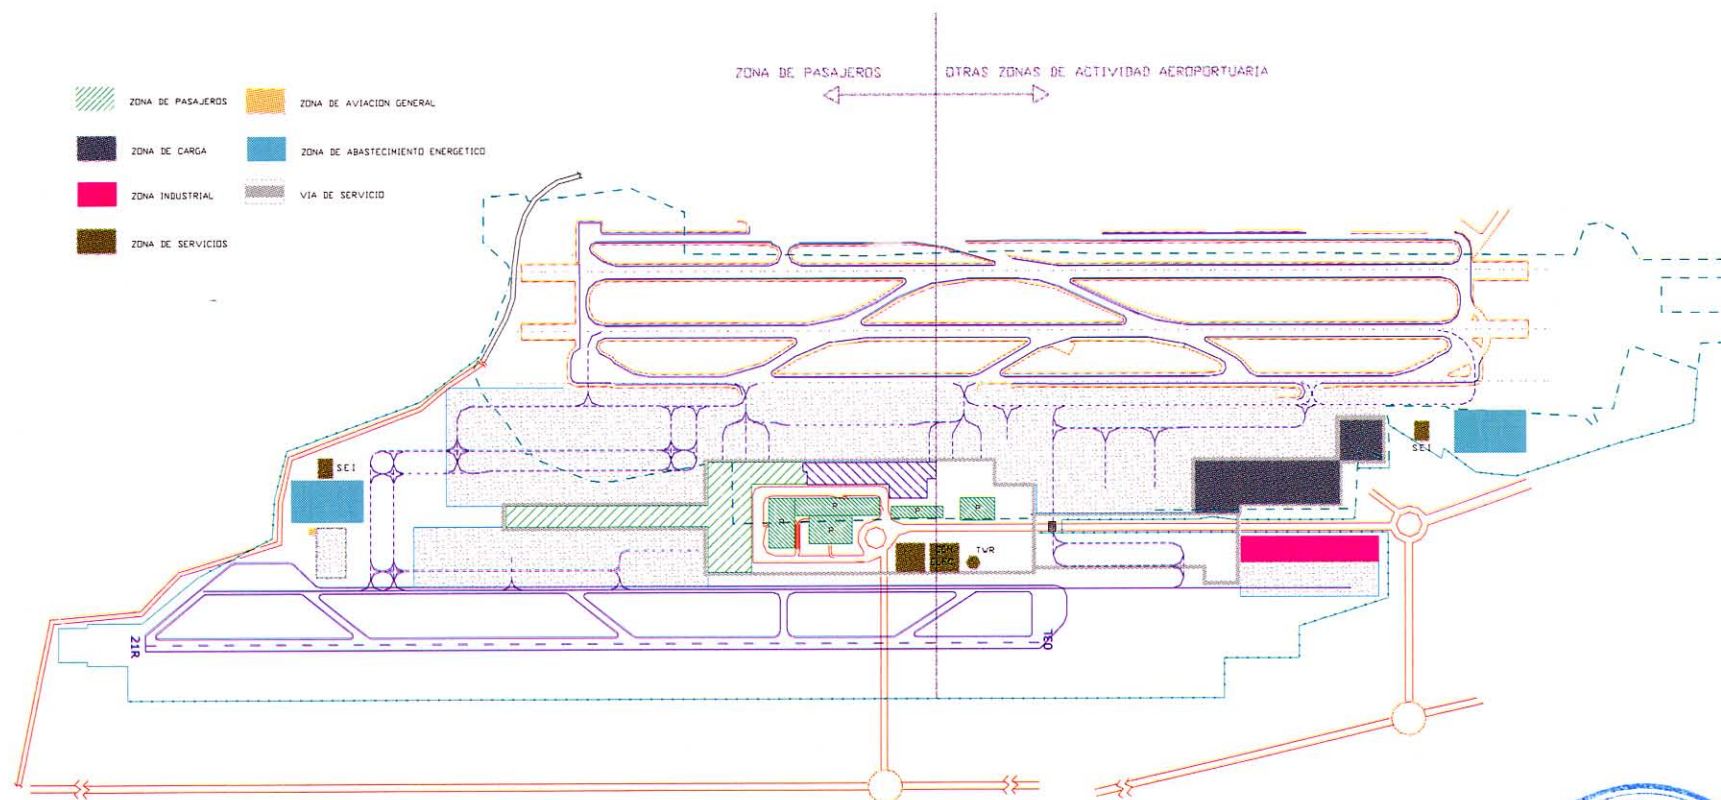 ZONA DE PASAJEROS
OTRAS ZONAS DE ACTIVIDAD AEROPORTUARIA
ZONA DE PASAJEROS
ZONA DE AVIACION GENERAL
ZONA DE CARGA
ZONA DE ABASTECIMIENTO ENERGETICO
ZONA INDUSTRIAL
VIA DE SERVICIO
ZONA DE SERVICIOS
SEI
SEI
P
P
P
P
TWR
21R
03L